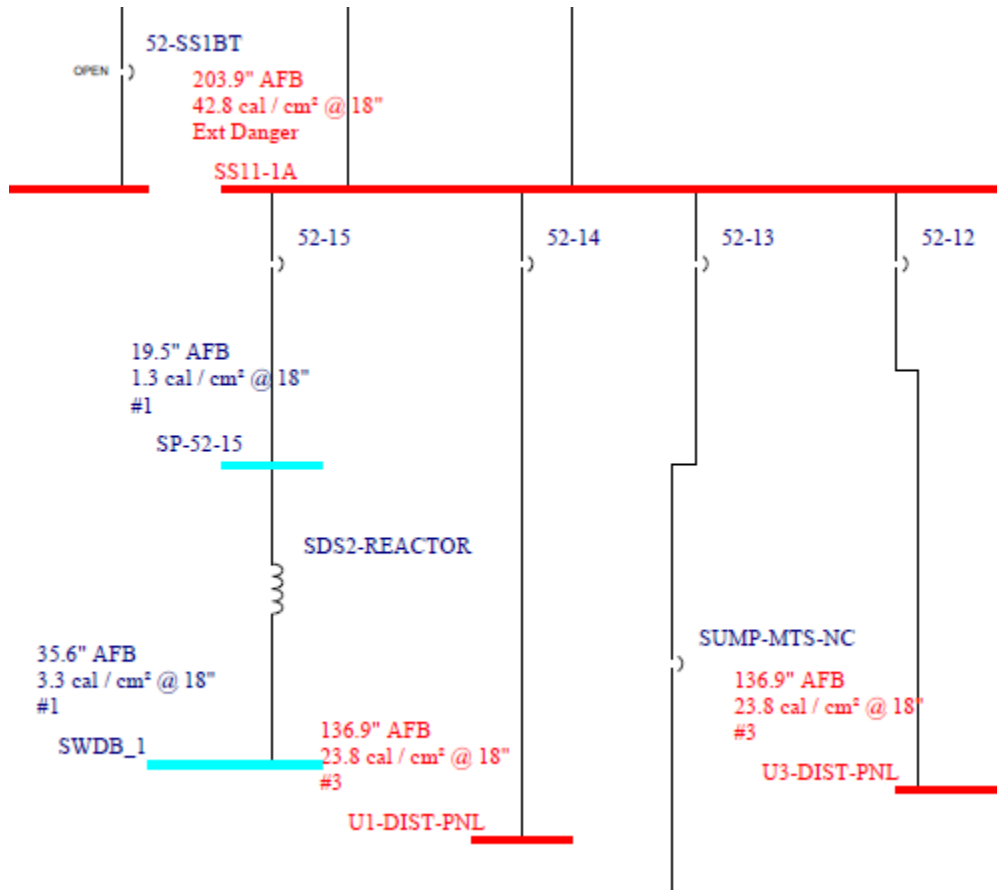 52-SS1BT
OPEN
203.9" AFB
42.8 cal / cm² @ 18"
Ext Danger
SS11-1A
52-15
52-14
52-13
52-12
19.5" AFB
1.3 cal / cm² @ 18"
#1
SP-52-15
SDS2-REACTOR
35.6" AFB
3.3 cal / cm² @ 18"
#1
SWDB_1
136.9" AFB
23.8 cal / cm² @ 18"
#3
U1-DIST-PNL
SUMP-MTS-NC
136.9" AFB
23.8 cal / cm² @ 18"
#3
U3-DIST-PNL